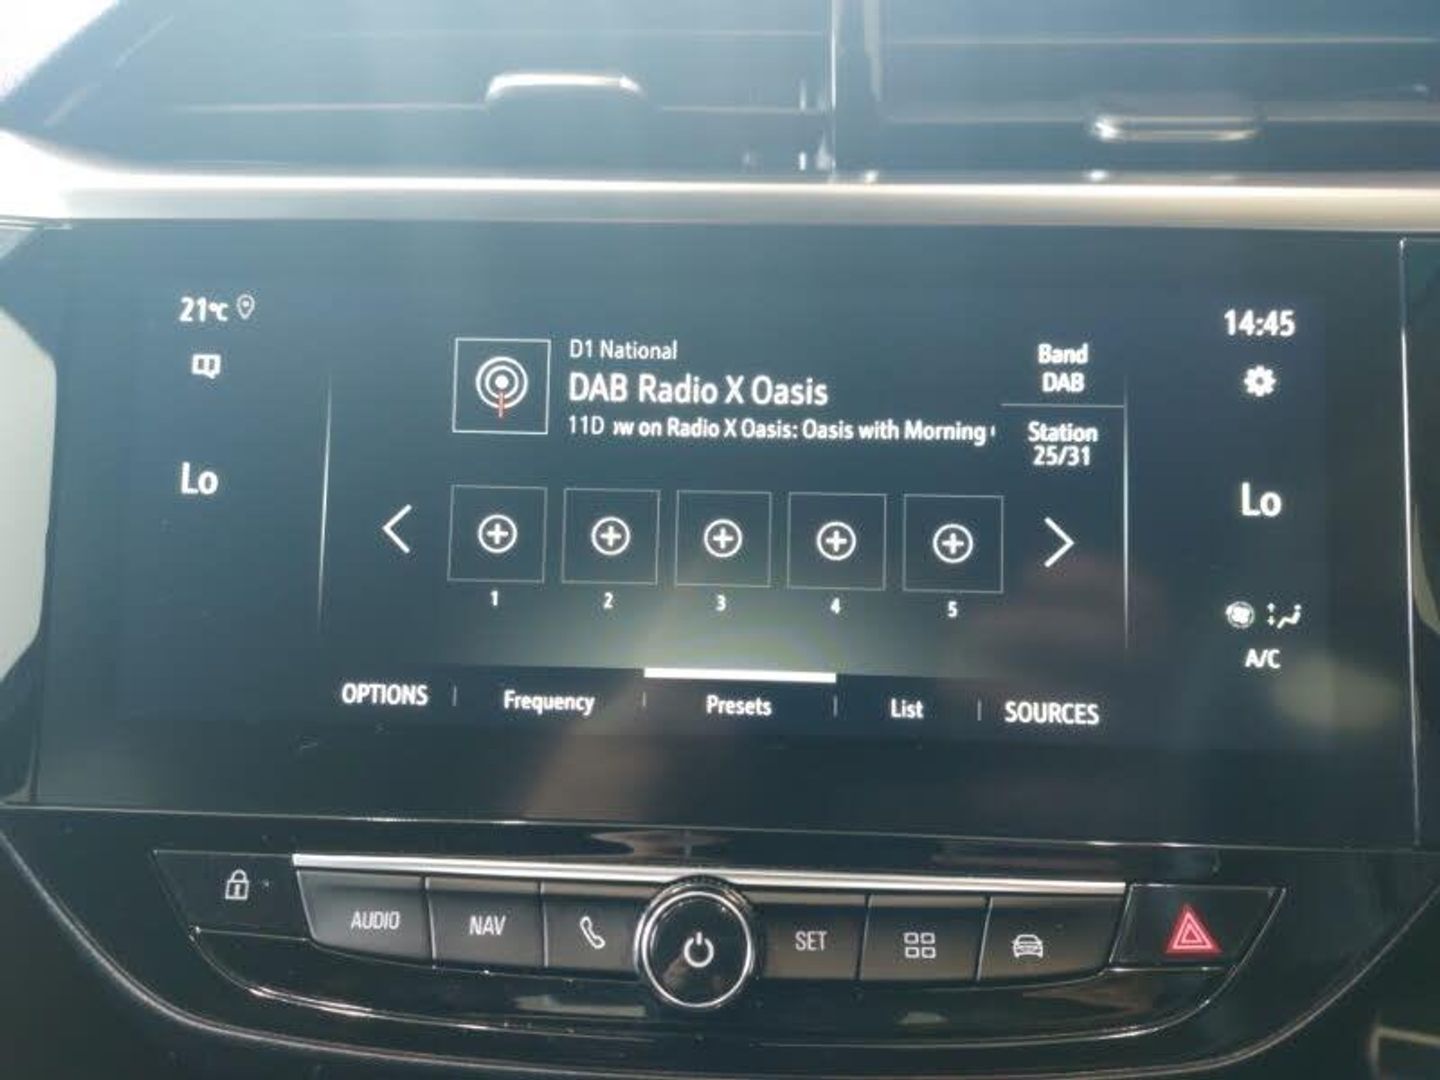 21°C
14:45
D1 National
DAB Radio X Oasis
11D ow on Radio X Oasis: Oasis with Morning
Band
DAB
Station
25/31
Lo
Lo
1 2 3 4 5
A/C
OPTIONS Frequency Presets List SOURCES
AUDIO NAV SET